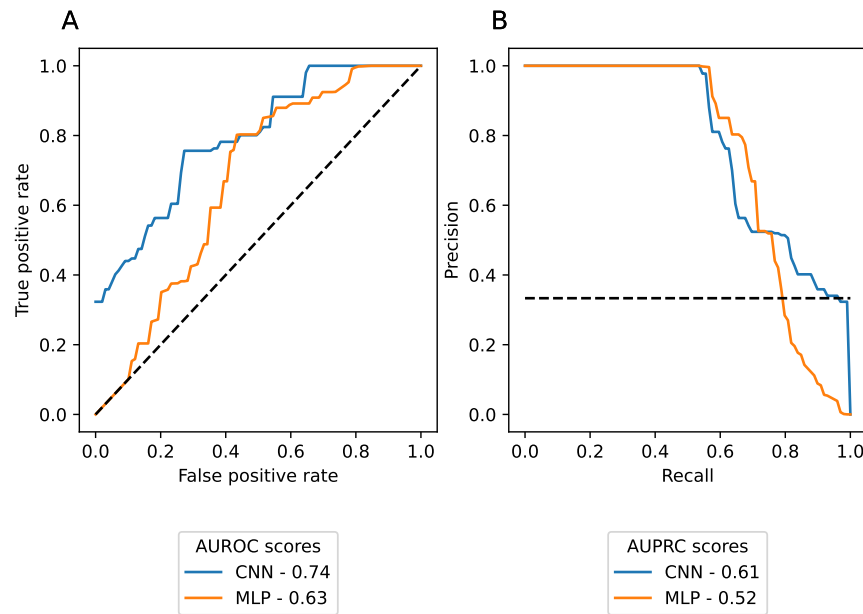 A
B
1.0
0.8
0.6
0.4
0.2
0.0
True positive rate
0.0 0.2 0.4 0.6 0.8 1.0
False positive rate
1.0
0.8
0.6
0.4
0.2
0.0
Precision
0.0 0.2 0.4 0.6 0.8 1.0
Recall
AUROC scores
CNN - 0.74
MLP - 0.63
AUPRC scores
CNN - 0.61
MLP - 0.52